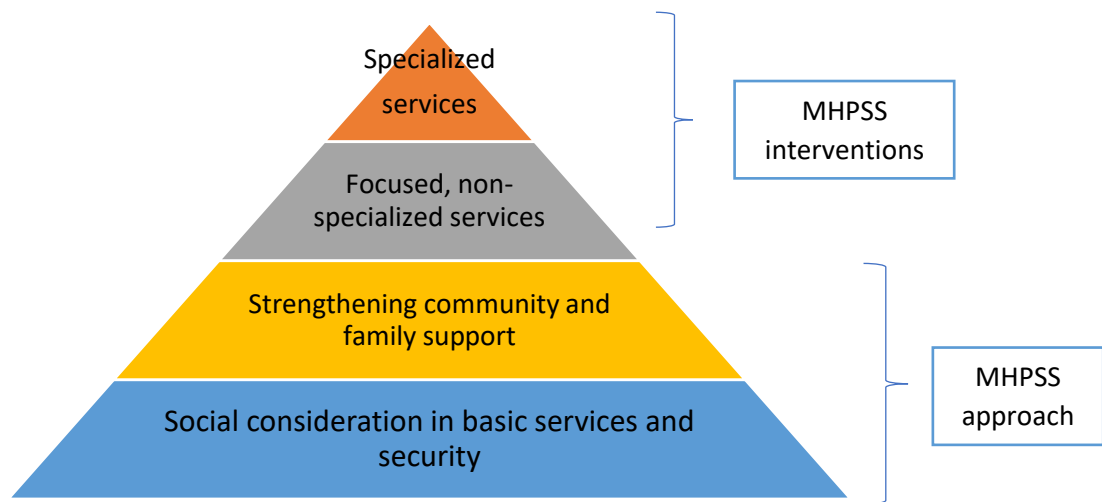 Specialized
services
MHPSS
interventions
Focused, non-
specialized services
Strengthening community and
family support
MHPSS
approach
Social consideration in basic services and
security